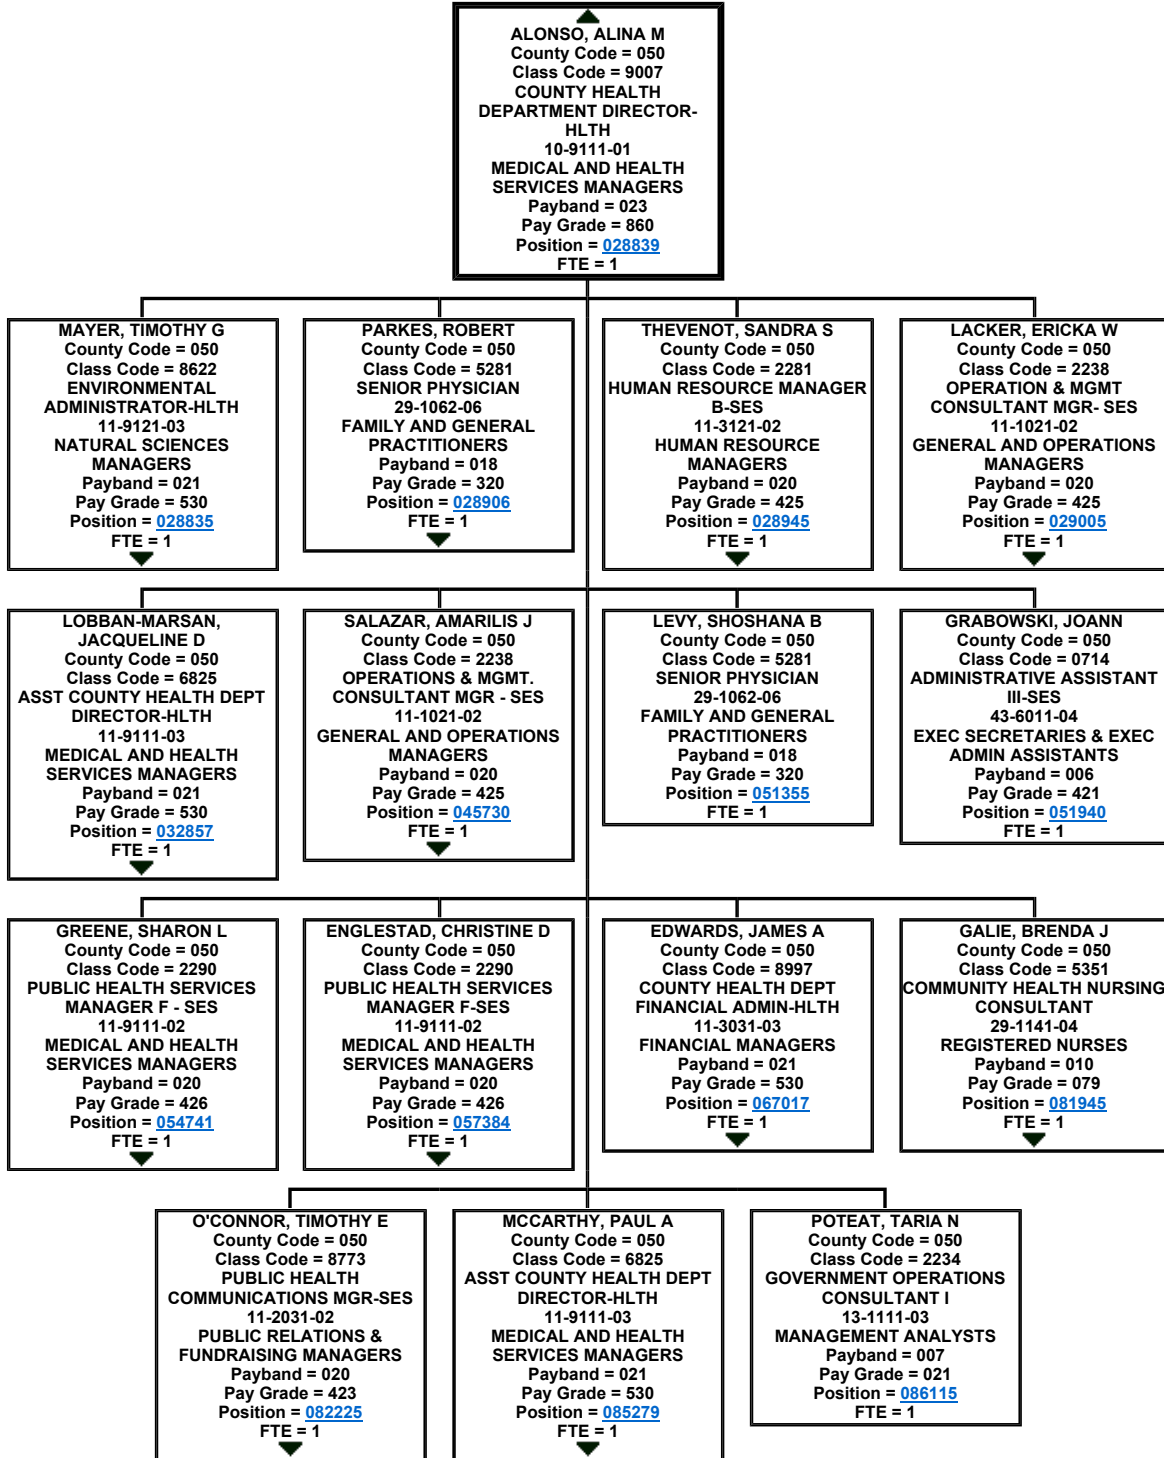 ALONSO, ALINA M
County Code = 050
Class Code = 9007
COUNTY HEALTH
DEPARTMENT DIRECTOR-
HLTH
10-9111-01
MEDICAL AND HEALTH
SERVICES MANAGERS
Payband = 023
Pay Grade = 860
Position = 028839
FTE = 1
MAYER, TIMOTHY G
County Code = 050
Class Code = 8622
ENVIRONMENTAL
ADMINISTRATOR-HLTH
11-9121-03
NATURAL SCIENCES
MANAGERS
Payband = 021
Pay Grade = 530
Position = 028835
FTE = 1
PARKES, ROBERT
County Code = 050
Class Code = 5281
SENIOR PHYSICIAN
29-1062-06
FAMILY AND GENERAL
PRACTITIONERS
Payband = 018
Pay Grade = 320
Position = 028906
FTE = 1
THEVENOT, SANDRA S
County Code = 050
Class Code = 2281
HUMAN RESOURCE MANAGER
B-SES
11-3121-02
HUMAN RESOURCE
MANAGERS
Payband = 020
Pay Grade = 425
Position = 028945
FTE = 1
LACKER, ERICKA W
County Code = 050
Class Code = 2238
OPERATION & MGMT
CONSULTANT MGR- SES
11-1021-02
GENERAL AND OPERATIONS
MANAGERS
Payband = 020
Pay Grade = 425
Position = 029005
FTE = 1
LOBBAN-MARSAN,
JACQUELINE D
County Code = 050
Class Code = 6825
ASST COUNTY HEALTH DEPT
DIRECTOR-HLTH
11-9111-03
MEDICAL AND HEALTH
SERVICES MANAGERS
Payband = 021
Pay Grade = 530
Position = 032857
FTE = 1
SALAZAR, AMARILIS J
County Code = 050
Class Code = 2238
OPERATIONS & MGMT.
CONSULTANT MGR - SES
11-1021-02
GENERAL AND OPERATIONS
MANAGERS
Payband = 020
Pay Grade = 425
Position = 045730
FTE = 1
LEVY, SHOSHANA B
County Code = 050
Class Code = 5281
SENIOR PHYSICIAN
29-1062-06
FAMILY AND GENERAL
PRACTITIONERS
Payband = 018
Pay Grade = 320
Position = 051355
FTE = 1
GRABOWSKI, JOANN
County Code = 050
Class Code = 0714
ADMINISTRATIVE ASSISTANT
III-SES
43-6011-04
EXEC SECRETARIES & EXEC
ADMIN ASSISTANTS
Payband = 006
Pay Grade = 421
Position = 051940
FTE = 1
GREENE, SHARON L
County Code = 050
Class Code = 2290
PUBLIC HEALTH SERVICES
MANAGER F - SES
11-9111-02
MEDICAL AND HEALTH
SERVICES MANAGERS
Payband = 020
Pay Grade = 426
Position = 054741
FTE = 1
ENGLESTAD, CHRISTINE D
County Code = 050
Class Code = 2290
PUBLIC HEALTH SERVICES
MANAGER F-SES
11-9111-02
MEDICAL AND HEALTH
SERVICES MANAGERS
Payband = 020
Pay Grade = 426
Position = 057384
FTE = 1
EDWARDS, JAMES A
County Code = 050
Class Code = 8997
COUNTY HEALTH DEPT
FINANCIAL ADMIN-HLTH
11-3031-03
FINANCIAL MANAGERS
Payband = 021
Pay Grade = 530
Position = 067017
FTE = 1
GALIE, BRENDA J
County Code = 050
Class Code = 5351
COMMUNITY HEALTH NURSING
CONSULTANT
29-1141-04
REGISTERED NURSES
Payband = 010
Pay Grade = 079
Position = 081945
FTE = 1
O'CONNOR, TIMOTHY E
County Code = 050
Class Code = 8773
PUBLIC HEALTH
COMMUNICATIONS MGR-SES
11-2031-02
PUBLIC RELATIONS &
FUNDRAISING MANAGERS
Payband = 020
Pay Grade = 423
Position = 082225
FTE = 1
MCCARTHY, PAUL A
County Code = 050
Class Code = 6825
ASST COUNTY HEALTH DEPT
DIRECTOR-HLTH
11-9111-03
MEDICAL AND HEALTH
SERVICES MANAGERS
Payband = 021
Pay Grade = 530
Position = 085279
FTE = 1
POTEAT, TARIA N
County Code = 050
Class Code = 2234
GOVERNMENT OPERATIONS
CONSULTANT I
13-1111-03
MANAGEMENT ANALYSTS
Payband = 007
Pay Grade = 021
Position = 086115
FTE = 1